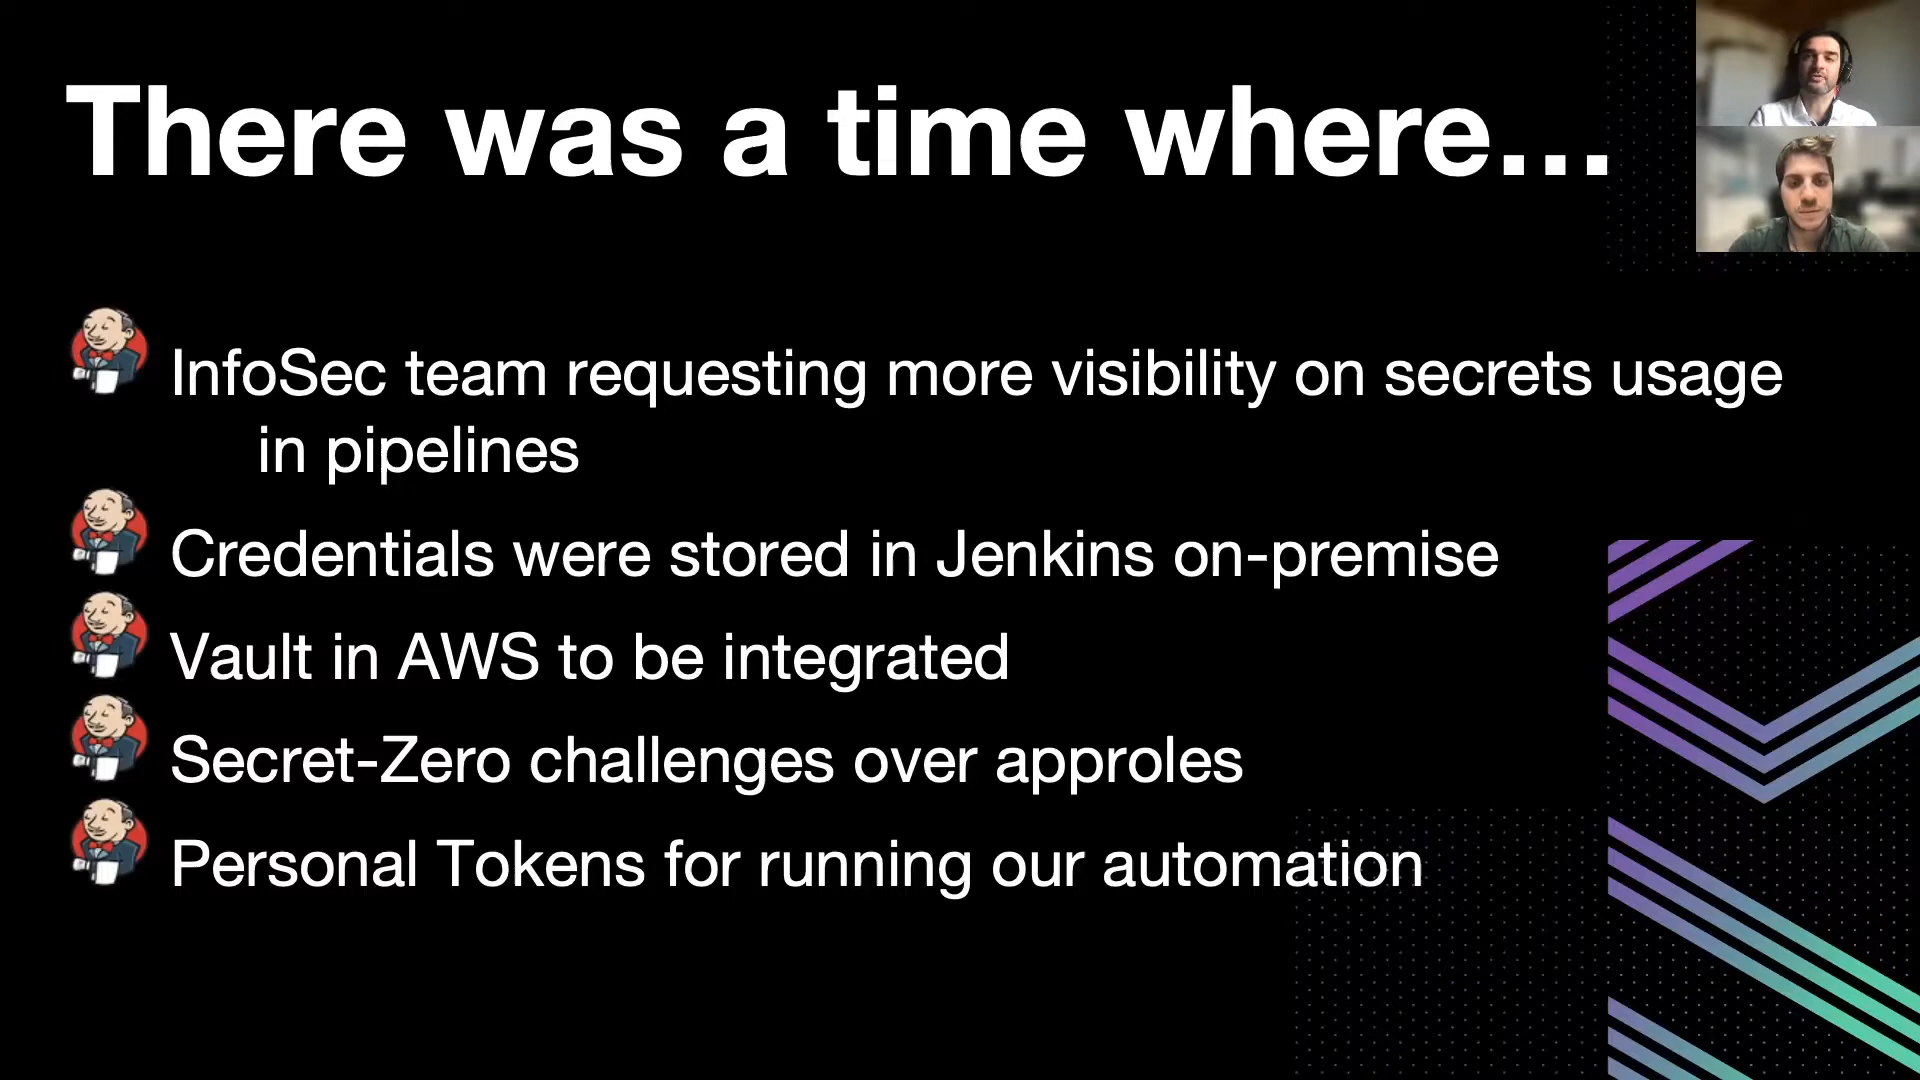 There was a time where...
InfoSec team requesting more visibility on secrets usage
in pipelines
Credentials were stored in Jenkins on-premise
Vault in AWS to be integrated
Secret-Zero challenges over approles
Personal Tokens for running our automation